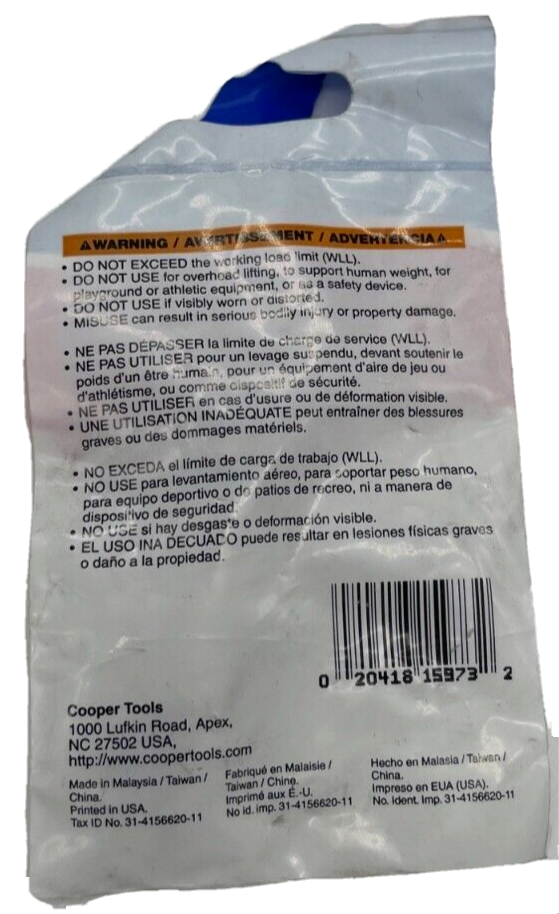 ⚠WARNING / AVERTISSEMENT / ADVERTENCIA⚠
• DO NOT EXCEED the working load limit (WLL).
• DO NOT USE for overhead lifting, to support human weight, for
playground or athletic equipment, or as a safety device.
• DO NOT USE if visibly worn or distorted.
• MISUSE can result in serious bodily injury or property damage.
• NE PAS DÉPASSER la limite de charge de service (WLL).
• NE PAS UTILISER pour un levage suspendu, devant soutenir le
poids d'un être humain, pour un équipement d'aire de jeu ou
d'athlétisme, ou comme dispositif de sécurité.
• NE PAS UTILISER en cas d'usure ou de déformation visible.
• UNE UTILISATION INADÉQUATE peut entraîner des blessures
graves ou des dommages matériels.
• NO EXCEDA el límite de carga de trabajo (WLL).
• NO USE para levantamiento aéreo, para soportar peso humano,
para equipo deportivo o de patios de recreo, ni a manera de
dispositivo de seguridad.
• NO USE si hay desgaste o deformación visible.
• EL USO INA DECUADO puede resultar en lesiones físicas graves
o daño a la propiedad.
0 20418 15973 2
Cooper Tools
1000 Lufkin Road, Apex,
NC 27502 USA,
http://www.coopertools.com
Made in Malaysia / Taiwan /
China.
Printed in USA.
Tax ID No. 31-4156620-11
Fabriqué en Malaisie /
Taiwan / Chine.
Imprimé aux É.-U.
No id. imp. 31-4156620-11
Hecho en Malasia / Taiwan /
China.
Impreso en EUA (USA).
No. Ident. Imp. 31-4156620-11